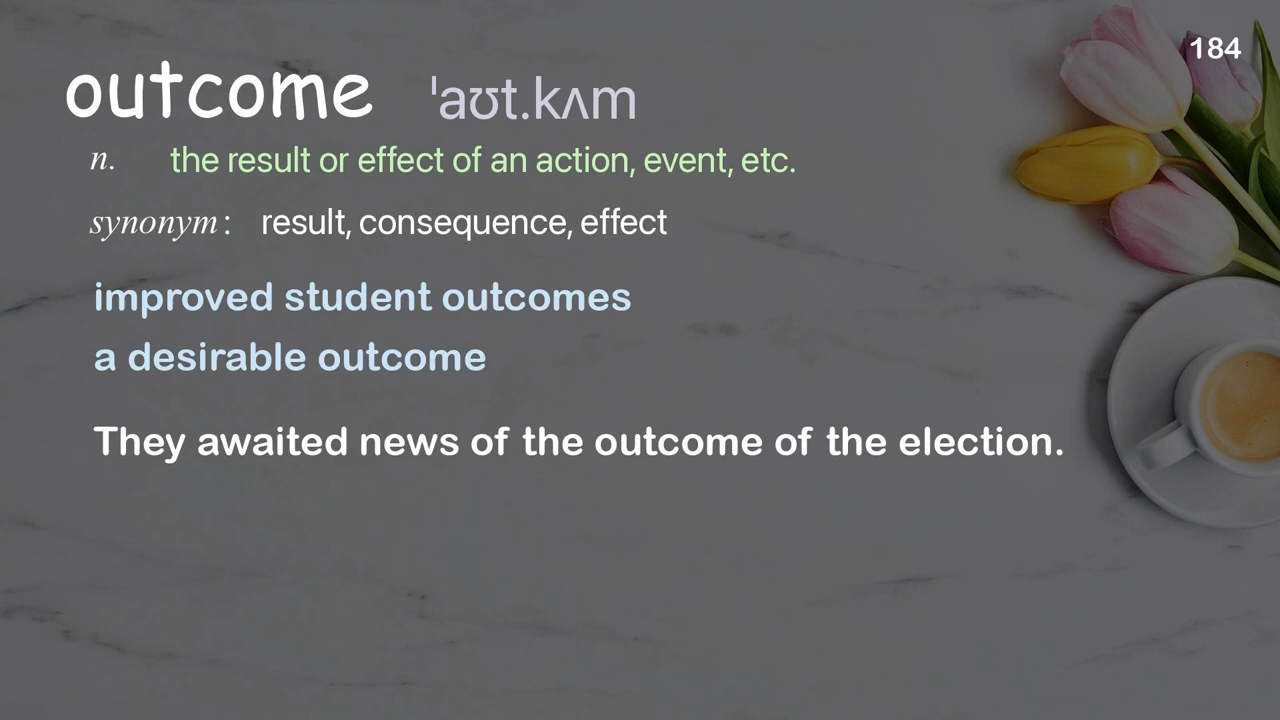 184
outcome ˈaʊt.kʌm
n. the result or effect of an action, event, etc.
synonym : result, consequence, effect
improved student outcomes
a desirable outcome
They awaited news of the outcome of the election.